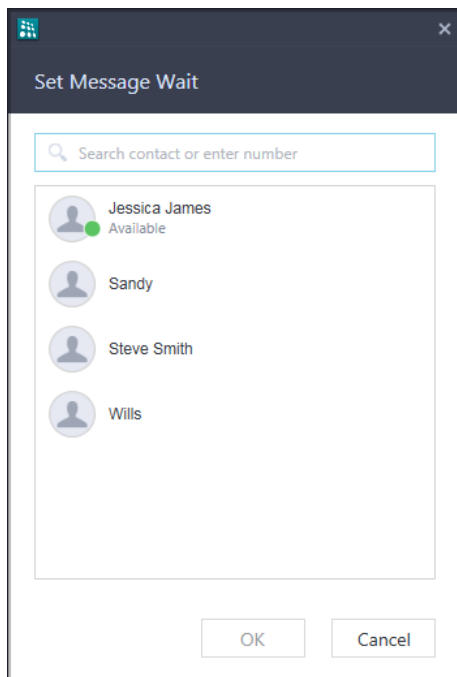 Set Message Wait
Search contact or enter number
Jessica James
Available
Sandy
Steve Smith
Wills
OK
Cancel